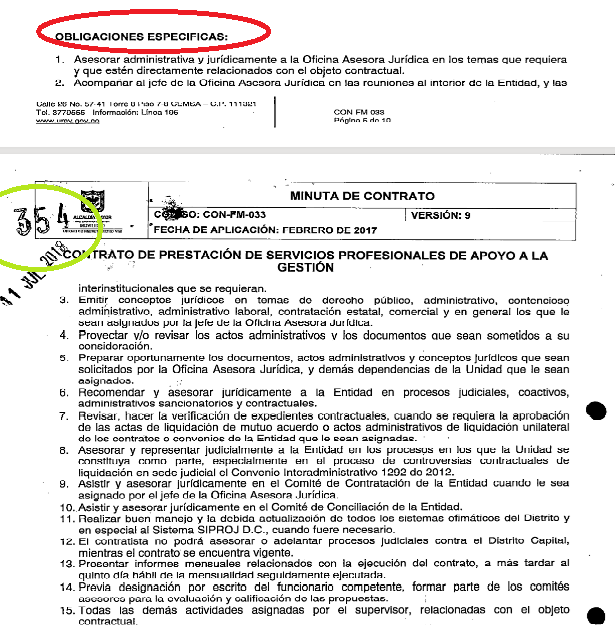 OBLIGACIONES ESPECIFICAS:
1. Asesorar administrativa y jurídicamente a la Oficina Asesora Jurídica en los temas que requiera
y que estén directamente relacionados con el objeto contractual.
2. Acompañar al jefe de la Oficina Asesora Jurídica en las reuniones al interior de la Entidad, y las
Calle 26 No. 57-41 Torre 8 Piso 7-8 CEMSA – C.P. 111321
Tel. 3770555 Información: Línea 195
www.umv.gov.co
CON FM 033
Página 6 de 10
354
11 JUL 2018
MINUTA DE CONTRATO
CON-FM-033
VERSIÓN: 9
FECHA DE APLICACIÓN: FEBRERO DE 2017
CONTRATO DE PRESTACIÓN DE SERVICIOS PROFESIONALES DE APOYO A LA
GESTIÓN
interinstitucionales que se requieran.
3. Emitir conceptos jurídicos en temas de derecho público, administrativo, contencioso
administrativo, administrativo laboral, contratación estatal, comercial y en general los que le
sean asignados por la jefe de la Oficina Asesora Jurídica.
4. Proyectar y/o revisar los actos administrativos y los documentos que sean sometidos a su
consideración.
5. Preparar oportunamente los documentos, actos administrativos y conceptos jurídicos que sean
solicitados por la Oficina Asesora Jurídica, y demás dependencias de la Unidad que le sean
asignados.
6. Recomendar y asesorar jurídicamente a la Entidad en procesos judiciales, coactivos,
administrativos sancionatorios y contractuales.
7. Revisar, hacer la verificación de expedientes contractuales, cuando se requiera la aprobación
de las actas de liquidación de mutuo acuerdo o actos administrativos de liquidación unilateral
de los contratos o convenios de la Entidad que le sean asignadas.
8. Asesorar y representar judicialmente a la Entidad en los procesos en los que la Unidad se
constituya como parte, especialmente en el proceso de controversias contractuales de
liquidación en sede judicial el Convenio Interadministrativo 1292 de 2012.
9. Asistir y asesorar jurídicamente en el Comité de Contratación de la Entidad cuando le sea
asignado por el jefe de la Oficina Asesora Jurídica.
10. Asistir y asesorar jurídicamente en el Comité de Conciliación de la Entidad.
11. Realizar buen manejo y la debida actualización de todos los sistemas ofimáticos del Distrito y
en especial al Sistema SIPROJ D.C., cuando fuere necesario.
12. El contratista no podrá asesorar o adelantar procesos judiciales contra el Distrito Capital,
mientras el contrato se encuentra vigente.
13. Presentar informes mensuales relacionados con la ejecución del contrato, a más tardar al
quinto día hábil de la mensualidad seguidamente ejecutada.
14. Previa designación por escrito del funcionario competente, formar parte de los comités
asesores para la evaluación y calificación de las propuestas.
15. Todas las demás actividades asignadas por el supervisor, relacionadas con el objeto
contractual.